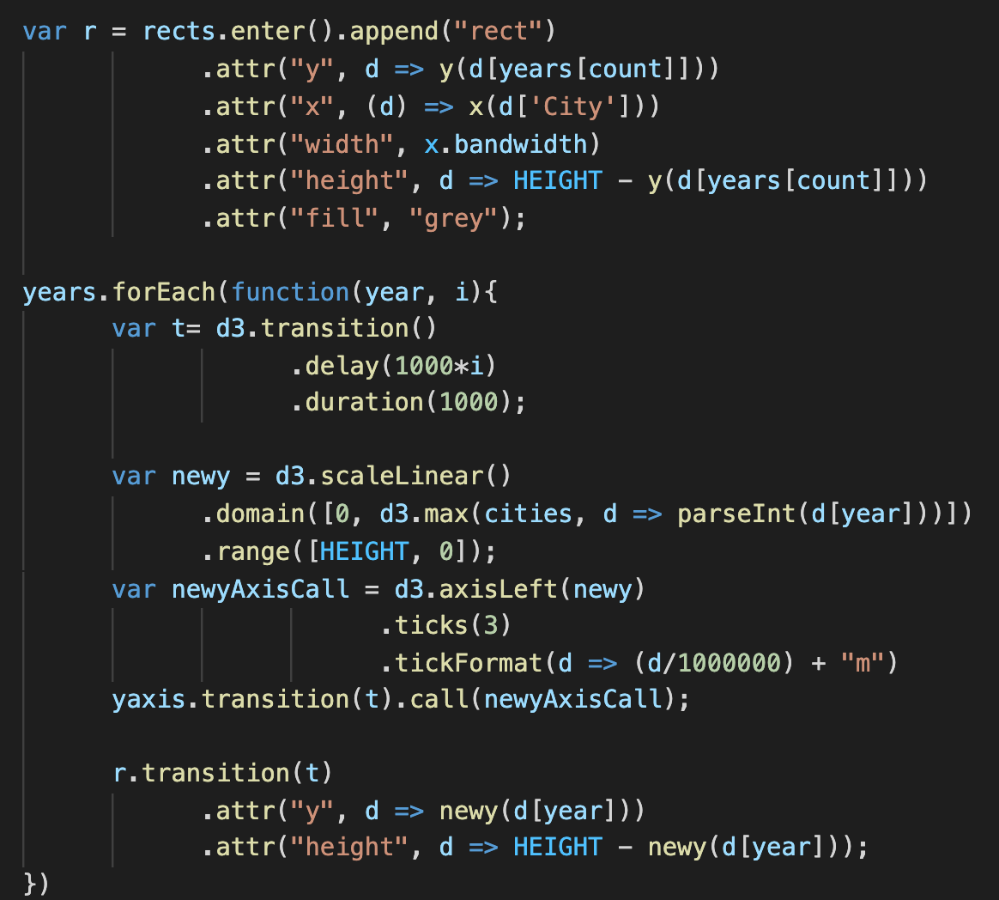 var r = rects.enter().append("rect")
            .attr("y", d => y(d[years[count]]))
            .attr("x", (d) => x(d['City']))
            .attr("width", x.bandwidth)
            .attr("height", d => HEIGHT - y(d[years[count]]))
            .attr("fill", "grey");

years.forEach(function(year, i){
      var t= d3.transition()
                  .delay(1000*i)
                  .duration(1000);

      var newy = d3.scaleLinear()
            .domain([0, d3.max(cities, d => parseInt(d[year]))])
            .range([HEIGHT, 0]);
      var newyAxisCall = d3.axisLeft(newy)
                        .ticks(3)
                        .tickFormat(d => (d/1000000) + "m")
      yaxis.transition(t).call(newyAxisCall);

      r.transition(t)
            .attr("y", d => newy(d[year]))
            .attr("height", d => HEIGHT - newy(d[year]));
})